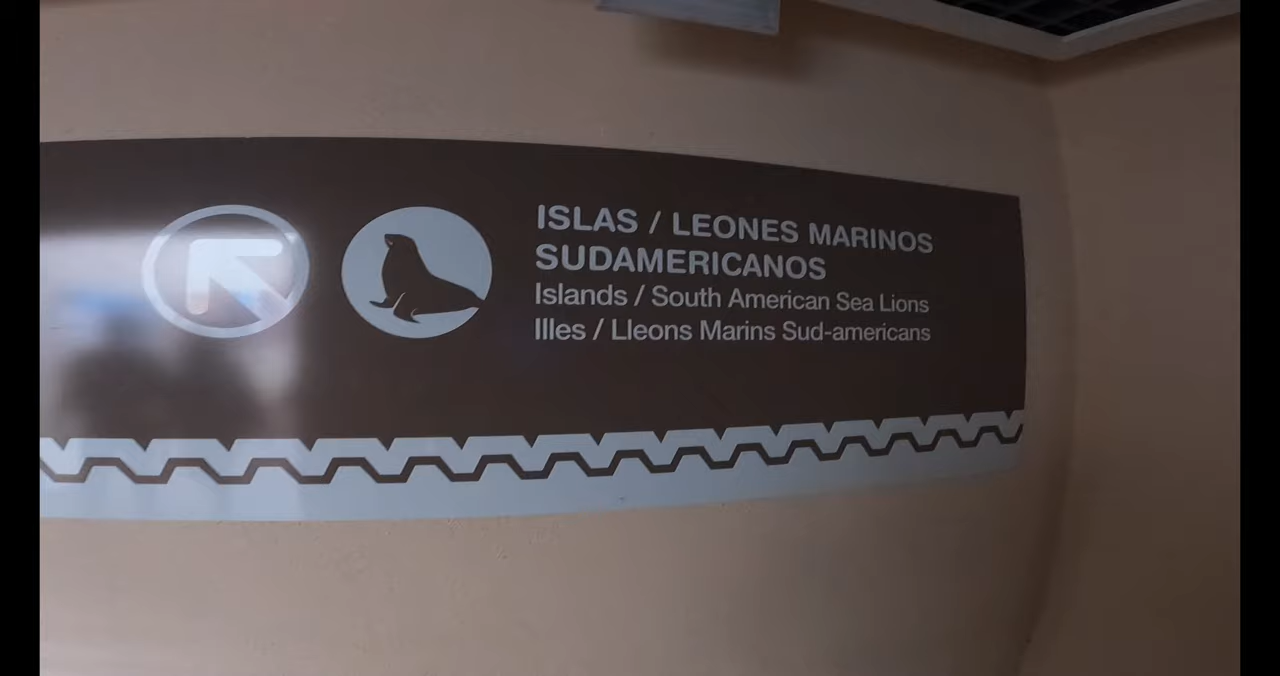 ISLAS / LEONES MARINOS
SUDAMERICANOS
Islands / South American Sea Lions
Illes / Lleons Marins Sud-americans